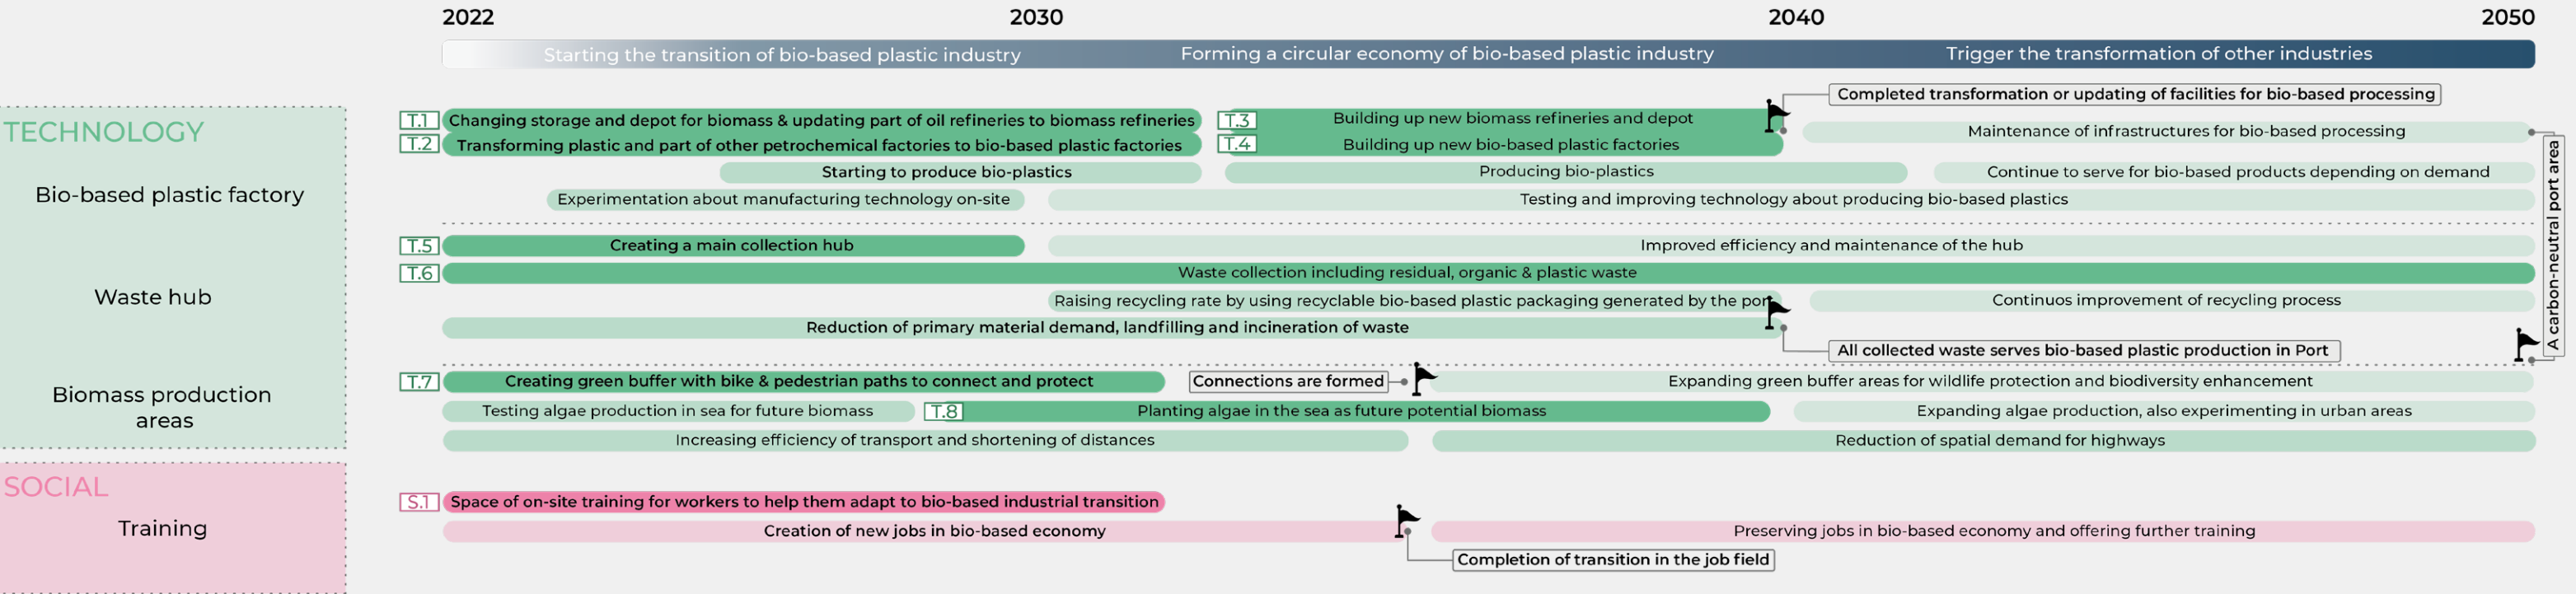 2022 2030 2040 2050
Starting the transition of bio-based plastic industry Forming a circular economy of bio-based plastic industry Trigger the transformation of other industries
Completed transformation or updating of facilities for bio-based processing
TECHNOLOGY
T.1 Changing storage and depot for biomass & updating part of oil refineries to biomass refineries T.3 Building up new biomass refineries and depot
Maintenance of infrastructures for bio-based processing
T.2 Transforming plastic and part of other petrochemical factories to bio-based plastic factories T.4 Building up new bio-based plastic factories
Starting to produce bio-plastics Producing bio-plastics Continue to serve for bio-based products depending on demand
Bio-based plastic factory
Experimentation about manufacturing technology on-site Testing and improving technology about producing bio-based plastics
A carbon-neutral port area
T.5 Creating a main collection hub Improved efficiency and maintenance of the hub
T.6 Waste collection including residual, organic & plastic waste
Waste hub
Raising recycling rate by using recyclable bio-based plastic packaging generated by the port Continuos improvement of recycling process
Reduction of primary material demand, landfilling and incineration of waste
All collected waste serves bio-based plastic production in Port
T.7 Creating green buffer with bike & pedestrian paths to connect and protect Connections are formed Expanding green buffer areas for wildlife protection and biodiversity enhancement
Biomass production
areas
Testing algae production in sea for future biomass T.8 Planting algae in the sea as future potential biomass Expanding algae production, also experimenting in urban areas
Increasing efficiency of transport and shortening of distances Reduction of spatial demand for highways
SOCIAL
S.1 Space of on-site training for workers to help them adapt to bio-based industrial transition
Training
Creation of new jobs in bio-based economy Preserving jobs in bio-based economy and offering further training
Completion of transition in the job field